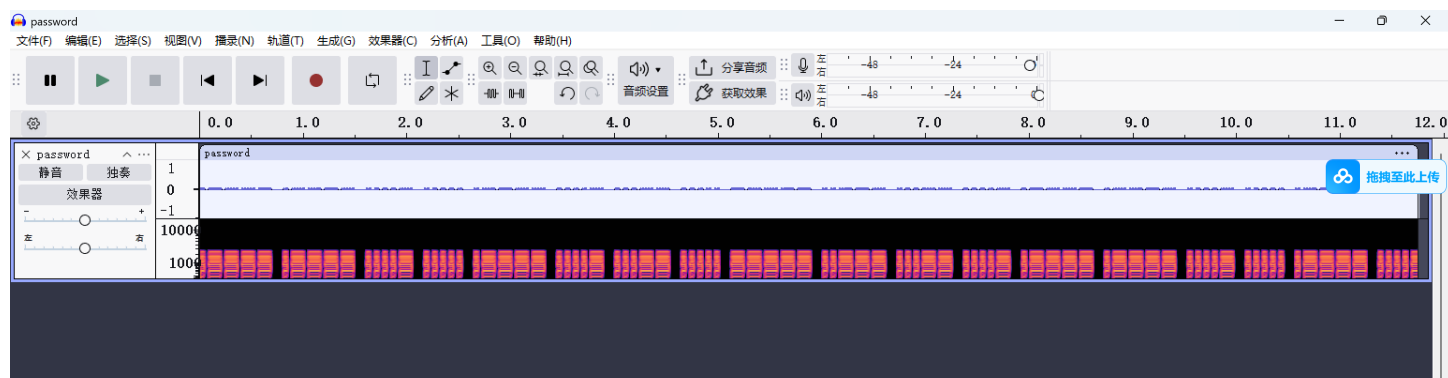 password
文件(F) 编辑(E) 选择(S) 视图(V) 播录(N) 轨道(T) 生成(G) 效果器(C) 分析(A) 工具(O) 帮助(H)
音频设置
分享音频
获取效果
左 -48 -24 0
右
左 -48 -24 0
右
0.0 1.0 2.0 3.0 4.0 5.0 6.0 7.0 8.0 9.0 10.0 11.0 12.0
password
静音 独奏
效果器
- +
左 右
password
1
0
-1
10000
1000
拖拽至此上传